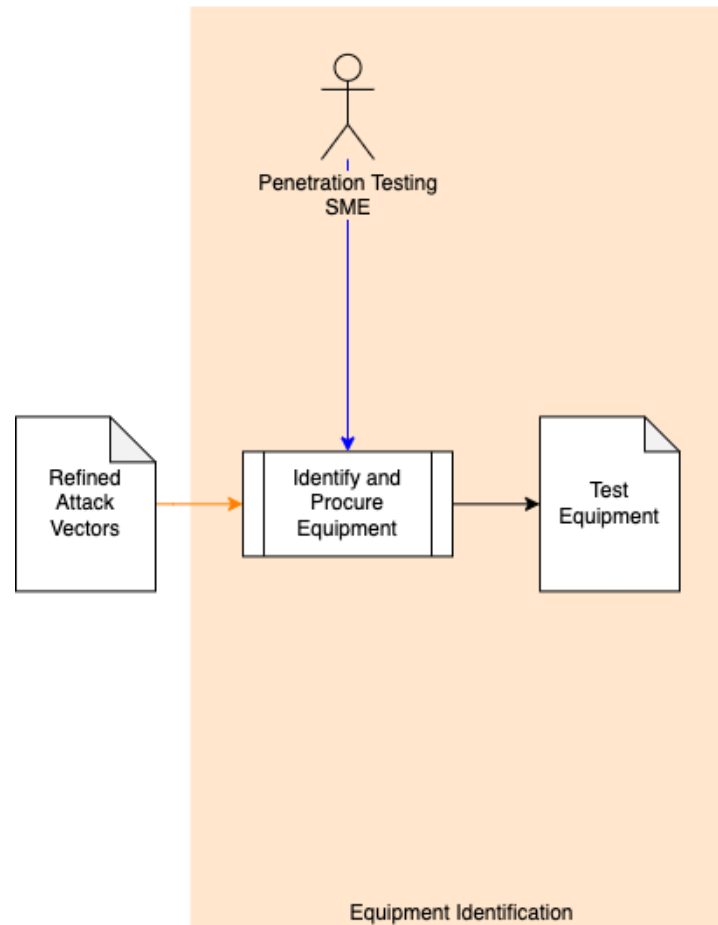 Penetration Testing
SME
Refined
Attack
Vectors
Identify and
Procure
Equipment
Test
Equipment
Equipment Identification